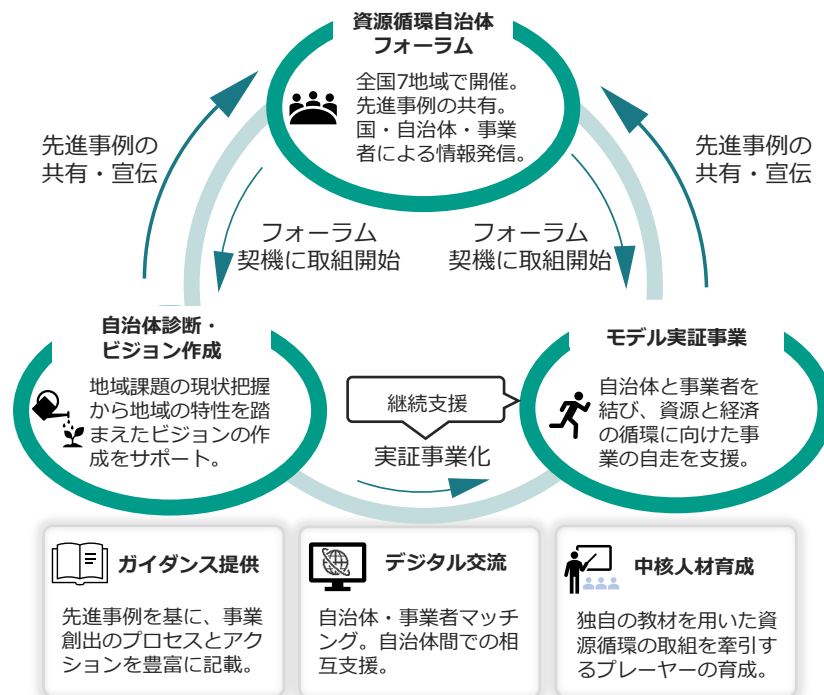 資源循環自治体
フォーラム
全国7地域で開催。
先進事例の共有。
国・自治体・事業
者による情報発信。
先進事例の
共有・宣伝
先進事例の
共有・宣伝
フォーラム
契機に取組開始
フォーラム
契機に取組開始
自治体診断・
ビジョン作成
地域課題の現状把握
から地域の特性を踏
まえたビジョンの作
成をサポート。
継続支援
実証事業化
モデル実証事業
自治体と事業者を
結び、資源と経済
の循環に向けた事
業の自走を支援。
ガイダンス提供
先進事例を基に、事業
創出のプロセスとアク
ションを豊富に記載。
デジタル交流
自治体・事業者マッチ
ング。自治体間での相
互支援。
中核人材育成
独自の教材を用いた資
源循環の取組を牽引す
るプレーヤーの育成。